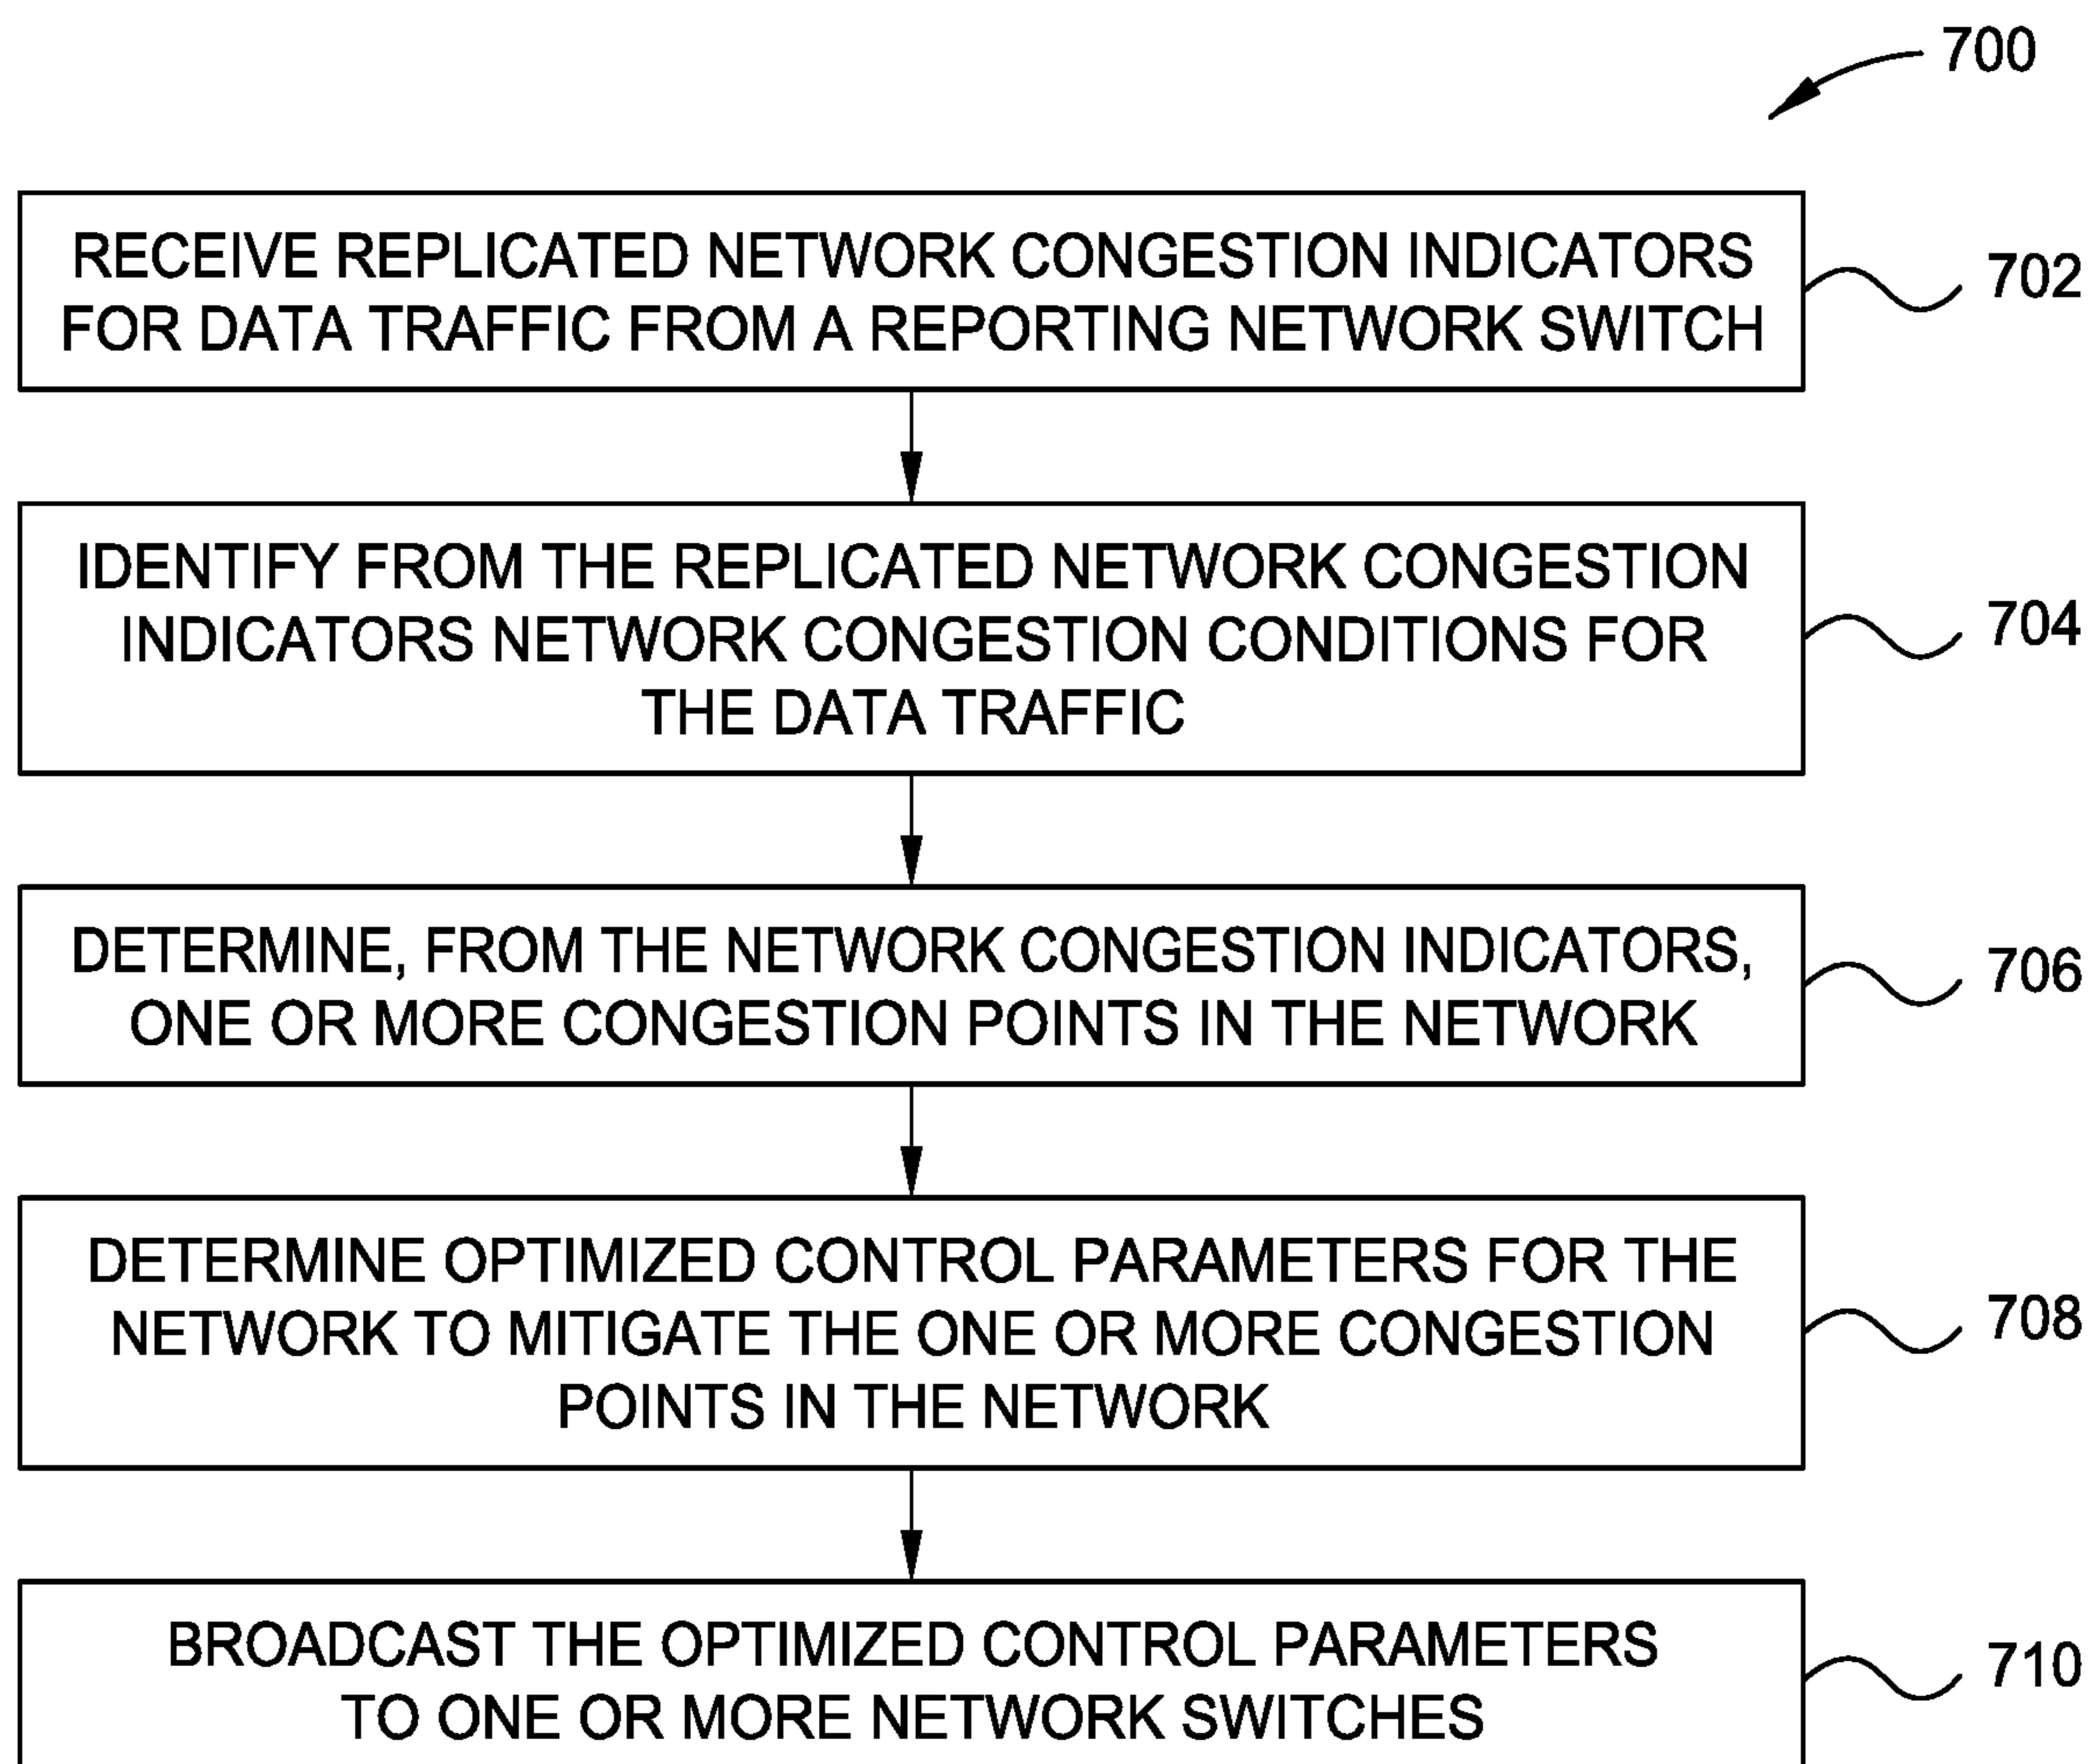 700
RECEIVE REPLICATED NETWORK CONGESTION INDICATORS
FOR DATA TRAFFIC FROM A REPORTING NETWORK SWITCH
702
IDENTIFY FROM THE REPLICATED NETWORK CONGESTION
INDICATORS NETWORK CONGESTION CONDITIONS FOR
THE DATA TRAFFIC
704
DETERMINE, FROM THE NETWORK CONGESTION INDICATORS,
ONE OR MORE CONGESTION POINTS IN THE NETWORK
706
DETERMINE OPTIMIZED CONTROL PARAMETERS FOR THE
NETWORK TO MITIGATE THE ONE OR MORE CONGESTION
POINTS IN THE NETWORK
708
BROADCAST THE OPTIMIZED CONTROL PARAMETERS
TO ONE OR MORE NETWORK SWITCHES
710